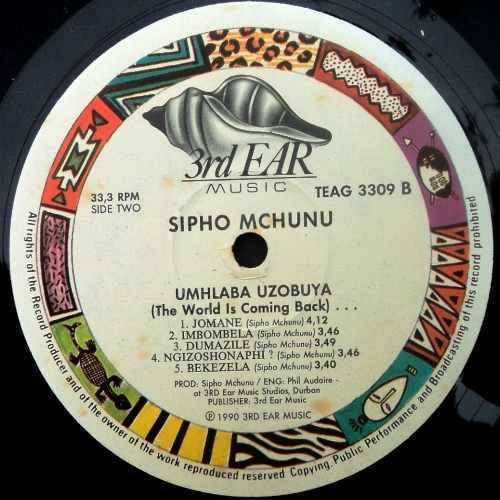 3rd EAR
MUSIC
33,3 RPM
SIDE TWO
TEAG 3309 B
SIPHO MCHUNU
UMHLABA UZOBUYA
(The World Is Coming Back) . . .
1. JOMANE (Sipho Mchunu) 4,12
2. IMBOMBELA (Sipho Mchunu) 3,46
3. DUMAZILE (Sipho Mchunu) 3,49
4. NGIZOSHONAPHI ? (Sipho Mchunu) 3,46
5. BEKEZELA (Sipho Mchunu) 3,40
PROD: Sipho Mchunu / ENG: Phil Audoire -
at 3RD Ear Music Studios, Durban
PUBLISHER: 3rd Ear Music
℗ 1990 3RD EAR MUSIC
All rights of the Record Producer and of the owner of the work reproduced reserved Copying, Public Performance and Broadcasting of this record prohibited